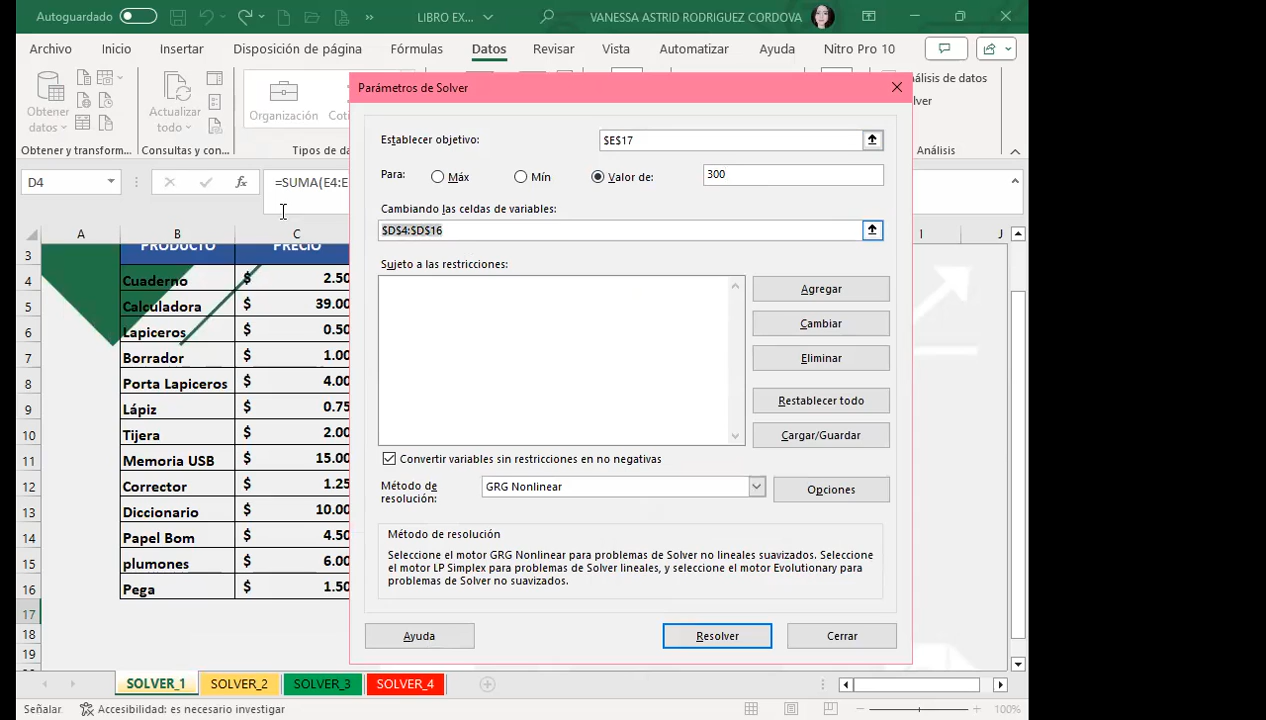 Autoguardado
LIBRO EX...
VANESSA ASTRID RODRIGUEZ CORDOVA
Archivo
Inicio
Insertar
Disposición de página
Fórmulas
Datos
Revisar
Vista
Automatizar
Ayuda
Nitro Pro 10
Obtener
datos
Actualizar
todo
Organización
Obtener y transform...
Consultas y con...
Análisis
D4
=SUMA(E4:E
Parámetros de Solver
Establecer objetivo:
$E$17
Para:
Máx
Mín
Valor de:
300
Cambiando las celdas de variables:
$D$4:$D$16
Sujeto a las restricciones:
Agregar
Cambiar
Eliminar
Restablecer todo
Cargar/Guardar
Convertir variables sin restricciones en no negativas
Método de
resolución:
GRG Nonlinear
Opciones
Método de resolución
Seleccione el motor GRG Nonlinear para problemas de Solver no lineales suavizados. Seleccione
el motor LP Simplex para problemas de Solver lineales, y seleccione el motor Evolutionary para
problemas de Solver no suavizados.
Ayuda
Resolver
Cerrar
A B C I J
3 PRODUCTO PRECIO
4 Cuaderno $ 2.50
5 Calculadora $ 39.00
6 Lapiceros $ 0.50
7 Borrador $ 1.00
8 Porta Lapiceros $ 4.00
9 Lápiz $ 0.75
10 Tijera $ 2.00
11 Memoria USB $ 15.00
12 Corrector $ 1.25
13 Diccionario $ 10.00
14 Papel Bom $ 4.50
15 plumones $ 6.00
16 Pega $ 1.50
17
18
19
SOLVER_1
SOLVER_2
SOLVER_3
SOLVER_4
Señalar
Accesibilidad: es necesario investigar
100%